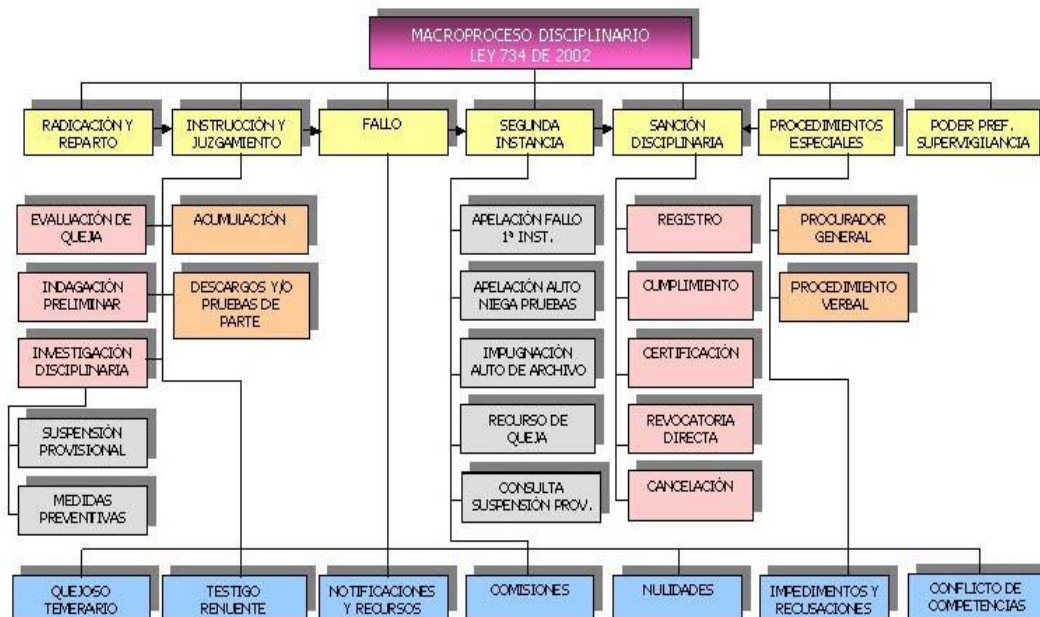 MACROPROCESO DISCIPLINARIO
LEY 734 DE 2002
RADICACIÓN Y
REPARTO
INSTRUCCIÓN Y
JUZGAMIENTO
FALLO
SEGUNDA
INSTANCIA
SANCIÓN
DISCIPLINARIA
PROCEDIMIENTOS
ESPECIALES
PODER PREF.
SUPERVIGILANCIA
EVALUACIÓN DE
QUEJA
ACUMULACIÓN
APELACIÓN FALLO
1ª INST.
REGISTRO
PROCURADOR
GENERAL
INDAGACIÓN
PRELIMINAR
DESCARGOS Y/O
PRUEBAS DE
PARTE
APELACIÓN AUTO
NIEGA PRUEBAS
CUMPLIMIENTO
PROCEDIMIENTO
VERBAL
INVESTIGACIÓN
DISCIPLINARIA
IMPUGNACIÓN
AUTO DE ARCHIVO
CERTIFICACIÓN
SUSPENSIÓN
PROVISIONAL
RECURSO DE
QUEJA
REVOCATORIA
DIRECTA
MEDIDAS
PREVENTIVAS
CONSULTA
SUSPENSIÓN PROV.
CANCELACIÓN
QUEJOSO
TEMERARIO
TESTIGO
RENUENTE
NOTIFICACIONES
Y RECURSOS
COMISIONES
NULIDADES
IMPEDIMENTOS Y
RECUSACIONES
CONFLICTO DE
COMPETENCIAS